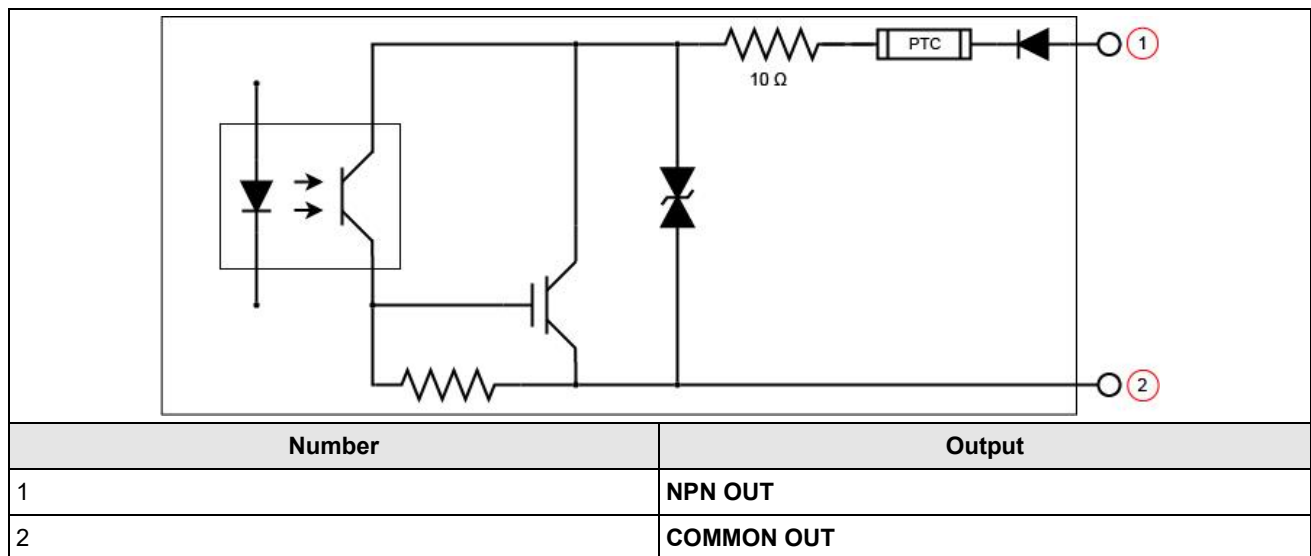 PTC
1
10 Ω
2
Number Output
1 NPN OUT
2 COMMON OUT